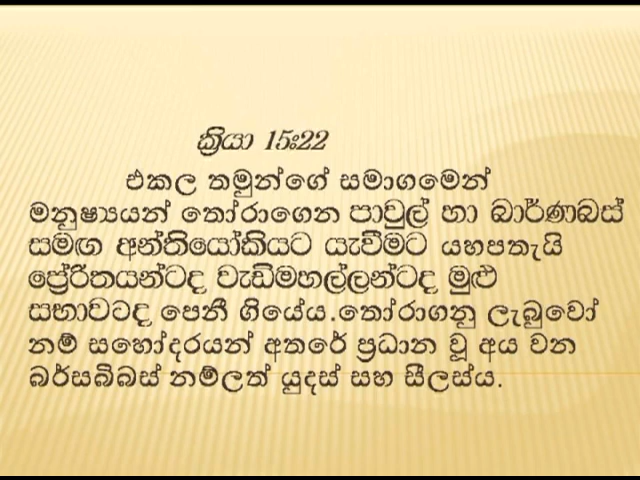 ක්‍රියා 15:22
එකල තමුන්ගේ සමාගමෙන්
මනුෂ්‍යයන් තෝරාගෙන පාවුල් හා බාර්ණබස්
සමඟ අන්තියෝකියට යැවීමට යහපතැයි
ප්‍රේරිතයන්ටද වැඩිමහල්ලන්ටද මුළු
සභාවටද පෙනී ගියේය.තෝරාගනු ලැබුවෝ
නම් සහෝදරයන් අතරේ ප්‍රධාන වූ අය වන
බර්සබ්බස් නම්ලත් යුදස් සහ සීලස්ය.